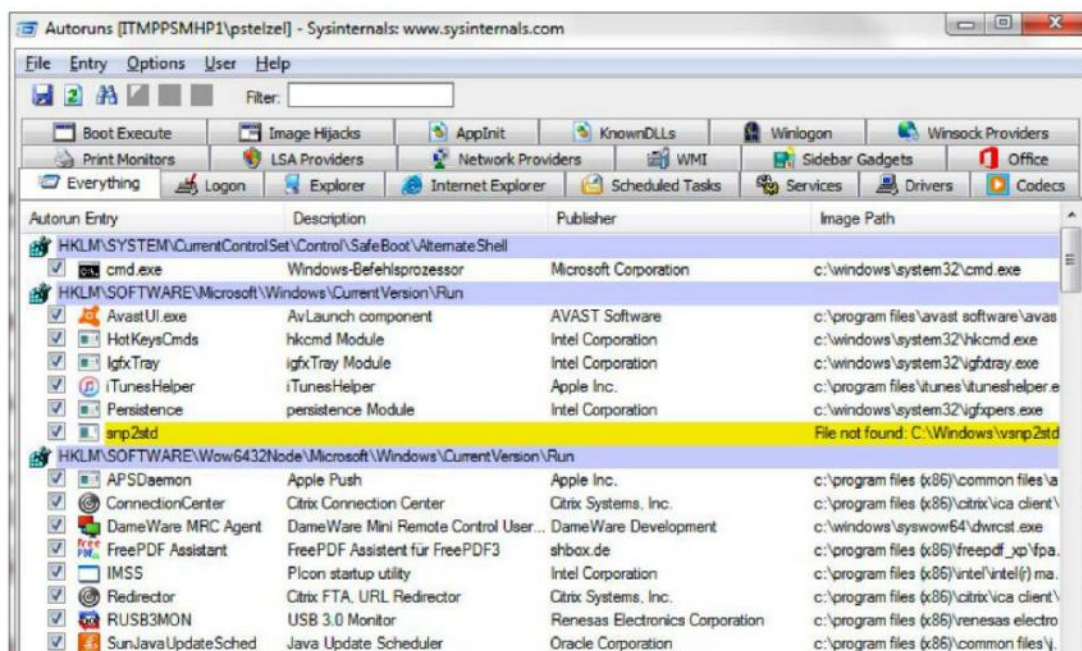 Autoruns [ITMPPSMHP1\pstelzel] - Sysinternals: www.sysinternals.com
File Entry Options User Help
Filter:
Boot Execute Image Hijacks AppInit KnownDLLs Winlogon Winsock Providers
Print Monitors LSA Providers Network Providers WMI Sidebar Gadgets Office
Everything Logon Explorer Internet Explorer Scheduled Tasks Services Drivers Codecs
Autorun Entry Description Publisher Image Path
HKLM\SYSTEM\CurrentControlSet\Control\SafeBoot\AlternateShell
cmd.exe Windows-Befehlsprozessor Microsoft Corporation c:\windows\system32\cmd.exe
HKLM\SOFTWARE\Microsoft\Windows\CurrentVersion\Run
AvastUI.exe AvLaunch component AVAST Software c:\program files\avast software\avas
HotKeysCmds hkcmd Module Intel Corporation c:\windows\system32\hkcmd.exe
IgfxTray igfxTray Module Intel Corporation c:\windows\system32\igfxtray.exe
iTunesHelper iTunesHelper Apple Inc. c:\program files\itunes\ituneshelper.e
Persistence persistence Module Intel Corporation c:\windows\system32\igfxpers.exe
snp2std File not found: C:\Windows\vsnp2std
HKLM\SOFTWARE\Wow6432Node\Microsoft\Windows\CurrentVersion\Run
APSDaemon Apple Push Apple Inc. c:\program files (x86)\common files\a
ConnectionCenter Citrix Connection Center Citrix Systems, Inc. c:\program files (x86)\citrix\ica client\
DameWare MRC Agent DameWare Mini Remote Control User... DameWare Development c:\windows\syswow64\dwrcst.exe
FreePDF Assistant FreePDF Assistent für FreePDF3 shbox.de c:\program files (x86)\freepdf_xp\fpa.
IMSS PIcon startup utility Intel Corporation c:\program files (x86)\intel\intel(r) ma.
Redirector Citrix FTA, URL Redirector Citrix Systems, Inc. c:\program files (x86)\citrix\ica client\
RUSB3MON USB 3.0 Monitor Renesas Electronics Corporation c:\program files (x86)\renesas electro
SunJavaUpdateSched Java Update Scheduler Oracle Corporation c:\program files (x86)\common files\j.